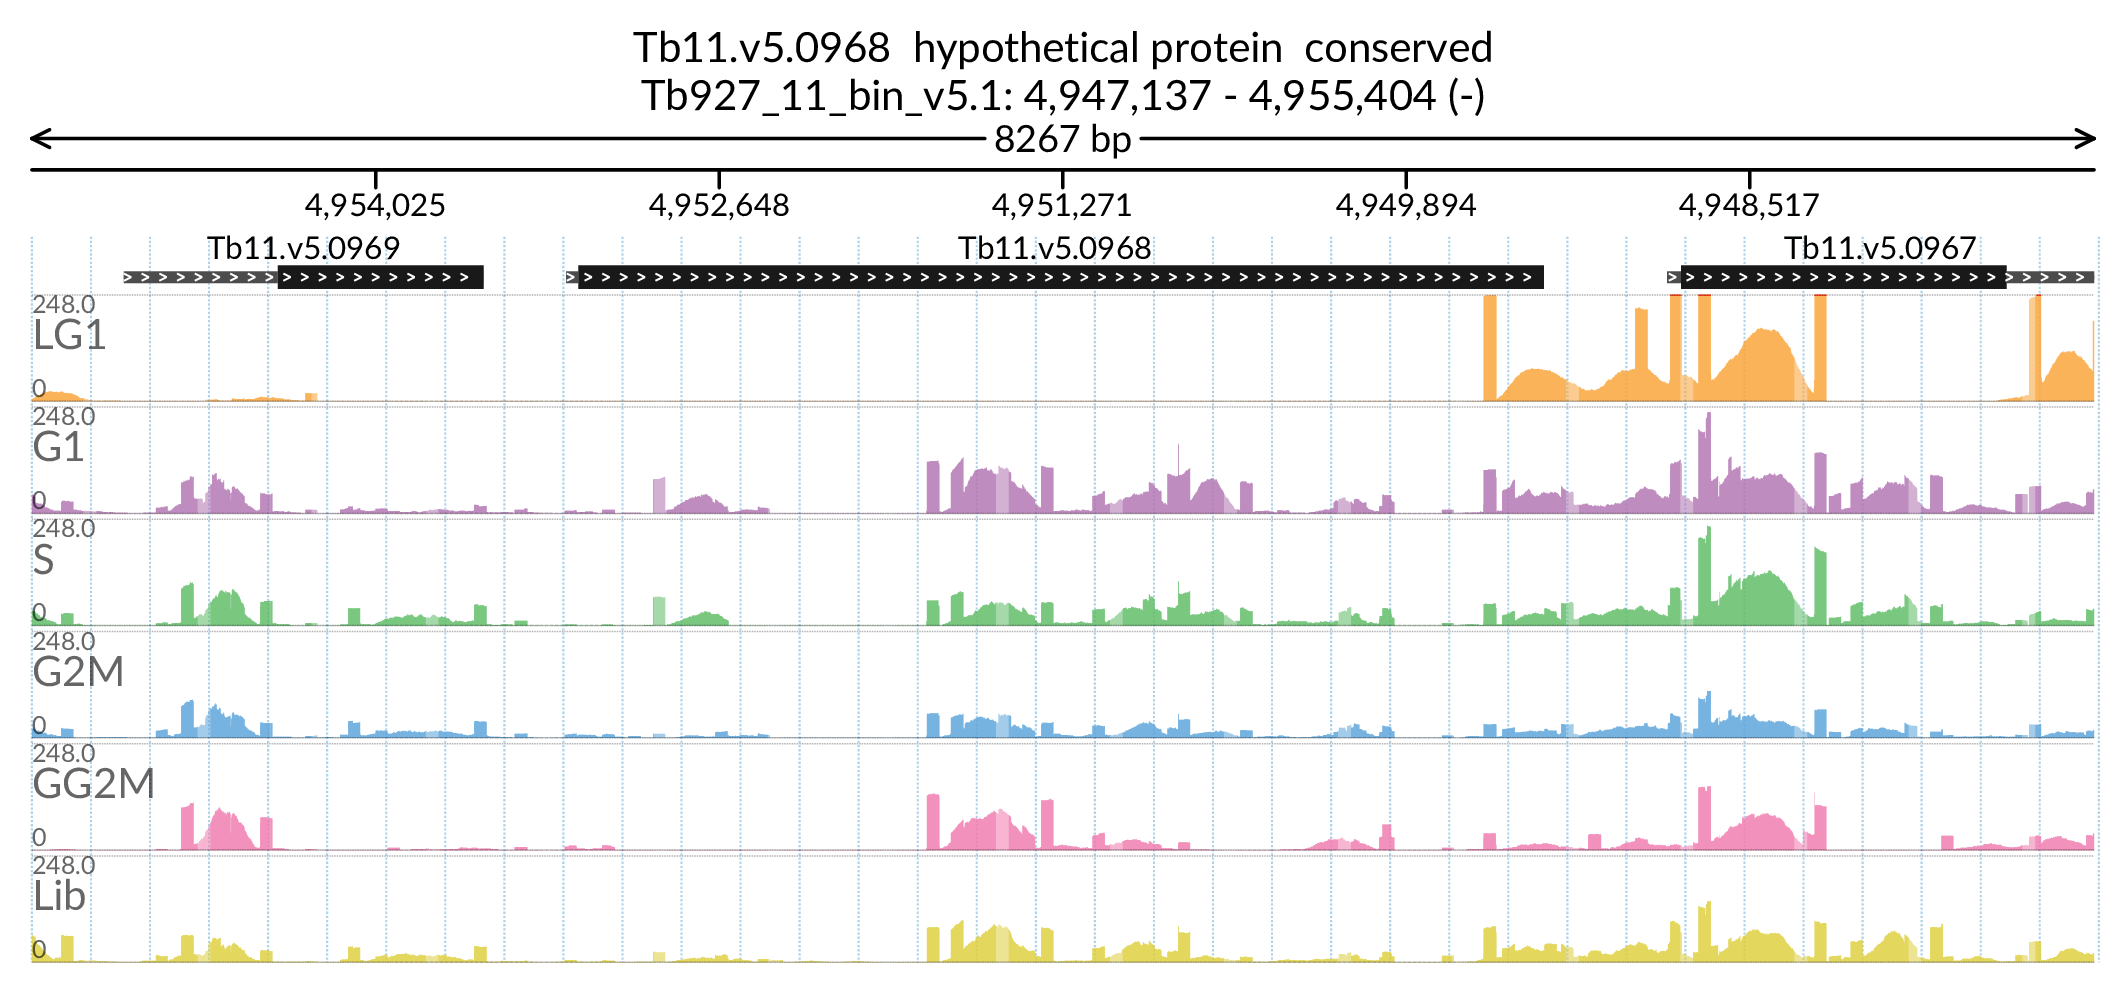 Tb11.v5.0968 hypothetical protein conserved
Tb927_11_bin_v5.1: 4,947,137 - 4,955,404 (-)
8267 bp
4,954,025 4,952,648 4,951,271 4,949,894 4,948,517
Tb11.v5.0969 Tb11.v5.0968 Tb11.v5.0967
248.0
LG1
0
248.0
G1
0
248.0
S
0
248.0
G2M
0
248.0
GG2M
0
248.0
Lib
0